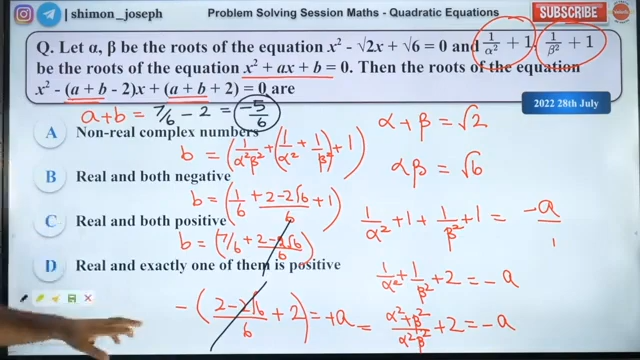 | shimon_joseph
Problem Solving Session Maths - Quadratic Equations
SUBSCRIBE
Q. Let α, β be the roots of the equation x² - √2x + √6 = 0 and 1/α² + 1, 1/β² + 1
be the roots of the equation x² + ax + b = 0. Then the roots of the equation
x² - (a + b - 2)x + (a + b + 2) = 0 are
2022 28th July
a + b = 7/6 - 2 = -5/6
A Non-real complex numbers
α + β = √2
b = (1/α²β² + (1/α² + 1/β²) + 1)
B Real and both negative
αβ = √6
b = (1/6 + 2-2√6/6 + 1)
C Real and both positive
1/α² + 1 + 1/β² + 1 = -a/1
b = (7/6 + 2-2√6/6)
D Real and exactly one of them is positive
1/α² + 1/β² + 2 = -a
-(2-2√6/6 + 2) = +a = α²+β²/α²β² + 2 = -a